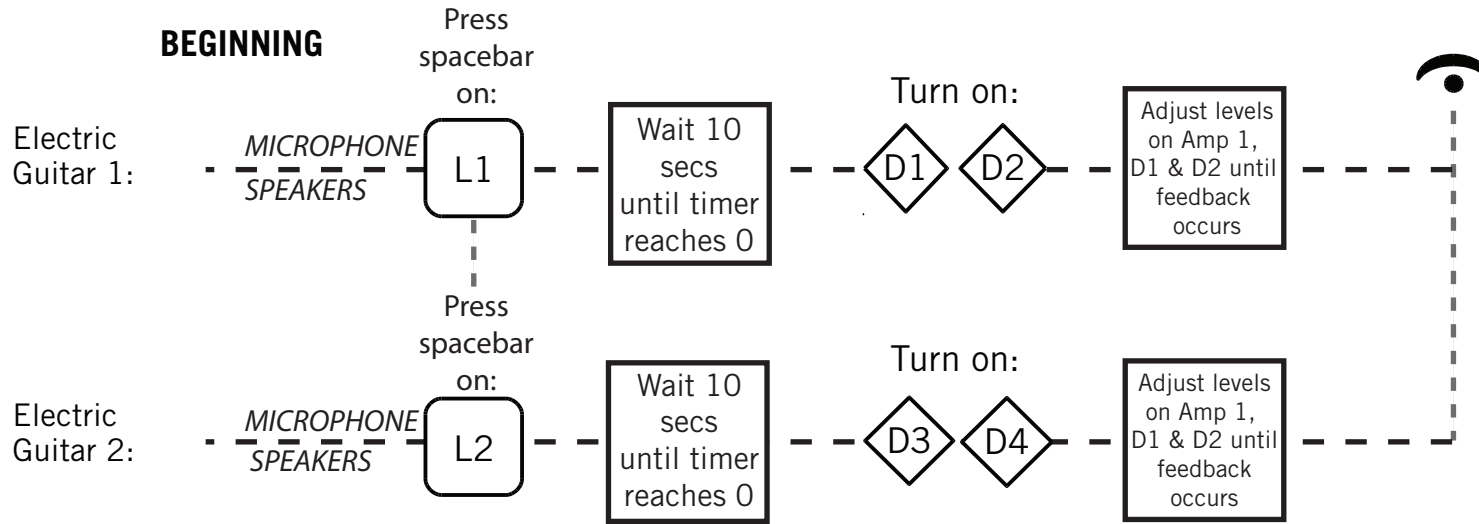 BEGINNING
Press
spacebar
on:
Electric
Guitar 1:
MICROPHONE
SPEAKERS
L1
Wait 10
secs
until timer
reaches 0
Turn on:
D1 D2
Adjust levels
on Amp 1,
D1 & D2 until
feedback
occurs
Press
spacebar
on:
Electric
Guitar 2:
MICROPHONE
SPEAKERS
L2
Wait 10
secs
until timer
reaches 0
Turn on:
D3 D4
Adjust levels
on Amp 1,
D1 & D2 until
feedback
occurs